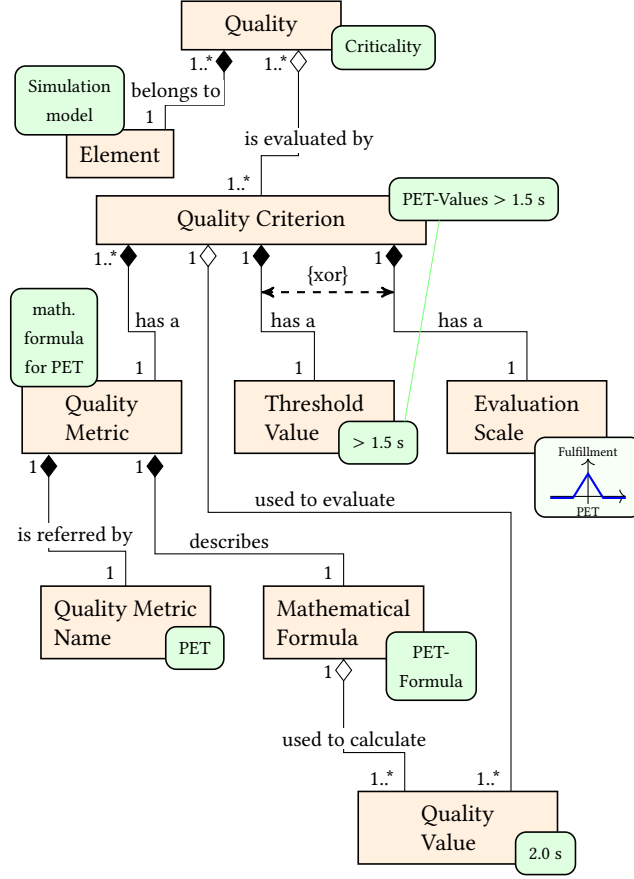 Quality
Criticality
1..*
1..*
Simulation
model
belongs to
1
Element
is evaluated by
1..*
PET-Values > 1.5 s
Quality Criterion
1..*
1
1
1
{xor}
math.
formula
for PET
has a
has a
has a
1
1
1
Quality
Metric
Threshold
Value
> 1.5 s
Evaluation
Scale
Fulfillment
PET
1
1
used to evaluate
is referred by
describes
1
1
Quality Metric
Name
PET
Mathematical
Formula
PET-
Formula
1
used to calculate
1..*
1..*
Quality
Value
2.0 s